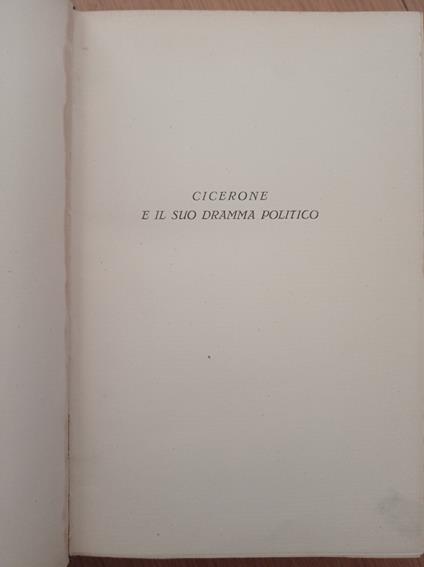 CICERONE
E IL SUO DRAMMA POLITICO